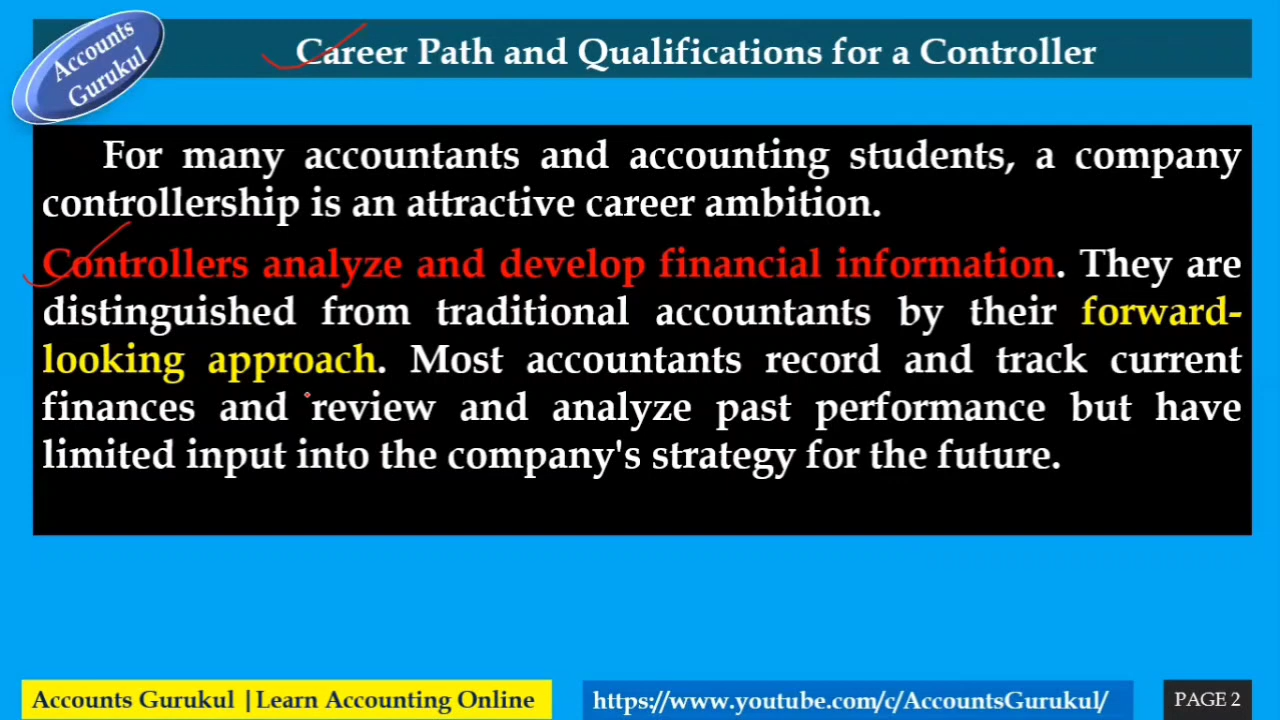 Accounts
Gurukul
Career Path and Qualifications for a Controller
For many accountants and accounting students, a company
controllership is an attractive career ambition.
Controllers analyze and develop financial information. They are
distinguished from traditional accountants by their forward-
looking approach. Most accountants record and track current
finances and review and analyze past performance but have
limited input into the company's strategy for the future.
Accounts Gurukul |Learn Accounting Online
https://www.youtube.com/c/AccountsGurukul/
PAGE 2